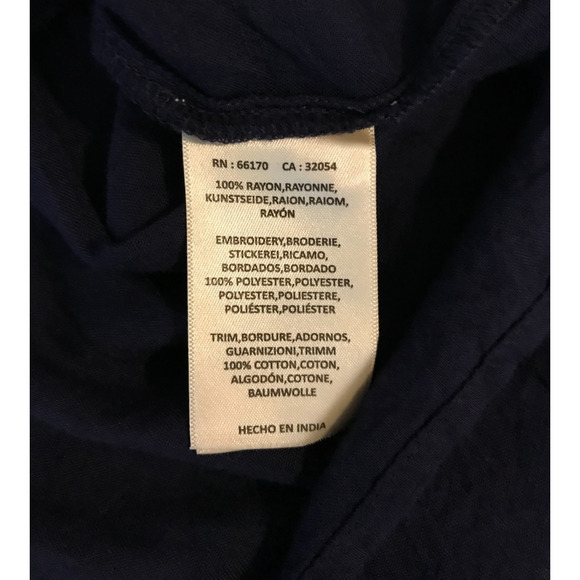 RN : 66170 CA : 32054
100% RAYON,RAYONNE,
KUNSTSEIDE,RAION,RAIOM,
RAYÓN
EMBROIDERY,BRODERIE,
STICKEREI,RICAMO,
BORDADOS,BORDADO
100% POLYESTER,POLYESTER,
POLYESTER,POLIESTERE,
POLIÉSTER,POLIÉSTER
TRIM,BORDURE,ADORNOS,
GUARNIZIONI,TRIMM
100% COTTON,COTON,
ALGODÓN,COTONE,
BAUMWOLLE
HECHO EN INDIA